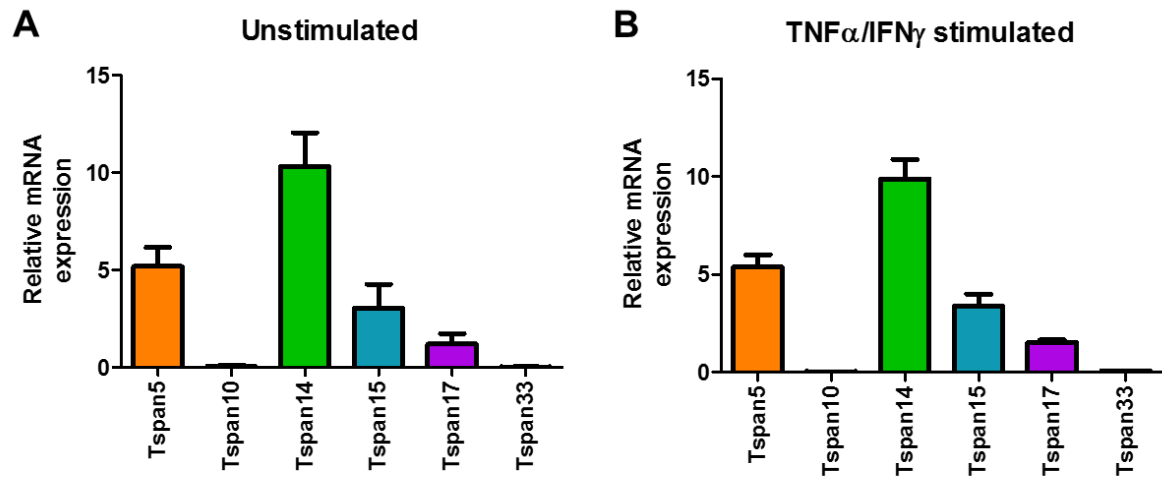 A
Unstimulated
Relative mRNA
expression
15
10
5
0
Tspan5
Tspan10
Tspan14
Tspan15
Tspan17
Tspan33
B
TNFα/IFNγ stimulated
Relative mRNA
expression
15
10
5
0
Tspan5
Tspan10
Tspan14
Tspan15
Tspan17
Tspan33